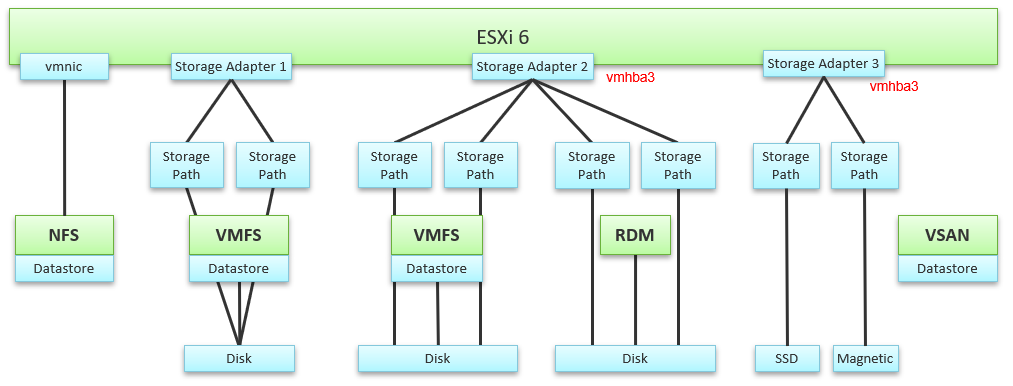 ESXi 6
vmnic
Storage Adapter 1
Storage Adapter 2
vmhba3
Storage Adapter 3
vmhba3
Storage
Path
Storage
Path
Storage
Path
Storage
Path
Storage
Path
Storage
Path
Storage
Path
Storage
Path
NFS
Datastore
VMFS
Datastore
VMFS
Datastore
RDM
VSAN
Datastore
Disk
Disk
Disk
SSD
Magnetic